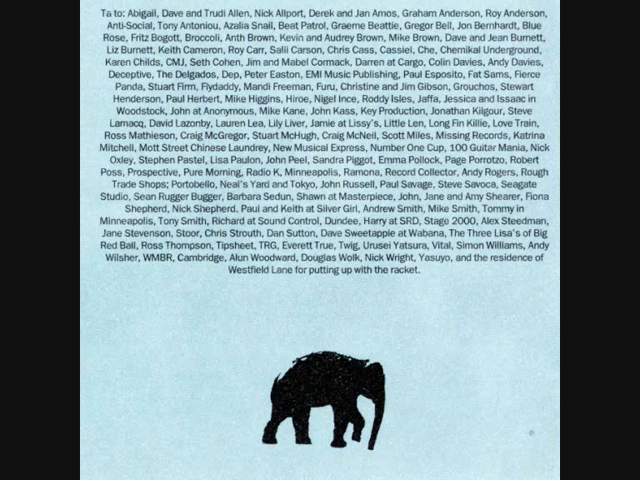 Ta to: Abigail, Dave and Trudi Allen, Nick Allport, Derek and Jan Amos, Graham Anderson, Roy Anderson,
Anti-Social, Tony Antoniou, Azalia Snail, Beat Patrol, Graeme Beattie, Gregor Bell, Jon Bernhardt, Blue
Rose, Fritz Bogott, Broccoli, Anth Brown, Kevin and Audrey Brown, Mike Brown, Dave and Jean Burnett,
Liz Burnett, Keith Cameron, Roy Carr, Salli Carson, Chris Cass, Cassiel, Che, Chemikal Underground,
Karen Childs, CMJ, Seth Cohen, Jim and Mabel Cormack, Darren at Cargo, Colin Davies, Andy Davies,
Deceptive, The Delgados, Dep, Peter Easton, EMI Music Publishing, Paul Esposito, Fat Sams, Fierce
Panda, Stuart Firm, Flydaddy, Mandi Freeman, Furu, Christine and Jim Gibson, Grouchos, Stewart
Henderson, Paul Herbert, Mike Higgins, Hiroe, Nigel Ince, Roddy Isles, Jaffa, Jessica and Issaac in
Woodstock, John at Anonymous, Mike Kane, John Kass, Key Production, Jonathan Kilgour, Steve
Lamacq, David Lazonby, Lauren Lea, Lily Liver, Jamie at Lissy's, Little Len, Long Fin Killie, Love Train,
Ross Mathieson, Craig McGregor, Stuart McHugh, Craig McNeil, Scott Miles, Missing Records, Katrina
Mitchell, Mott Street Chinese Laundrey, New Musical Express, Number One Cup, 100 Guitar Mania, Nick
Oxley, Stephen Pastel, Lisa Paulon, John Peel, Sandra Piggot, Emma Pollock, Page Porrotzo, Robert
Poss, Prospective, Pure Morning, Radio K, Minneapolis, Ramona, Record Collector, Andy Rogers, Rough
Trade Shops; Portobello, Neal's Yard and Tokyo, John Russell, Paul Savage, Steve Savoca, Seagate
Studio, Sean Rugger Bugger, Barbara Sedun, Shawn at Masterpiece, John, Jane and Amy Shearer, Fiona
Shepherd, Nick Shepherd, Paul and Keith at Silver Girl, Andrew Smith, Mike Smith, Tommy in
Minneapolis, Tony Smith, Richard at Sound Control, Dundee, Harry at SRD, Stage 2000, Alex Steedman,
Jane Stevenson, Stoor, Chris Strouth, Dan Sutton, Dave Sweetapple at Wabana, The Three Lisa's of Big
Red Ball, Ross Thompson, Tipsheet, TRG, Everett True, Twig, Urusei Yatsura, Vital, Simon Williams, Andy
Wilsher, WMBR, Cambridge, Alun Woodward, Douglas Wolk, Nick Wright, Yasuyo, and the residence of
Westfield Lane for putting up with the racket.